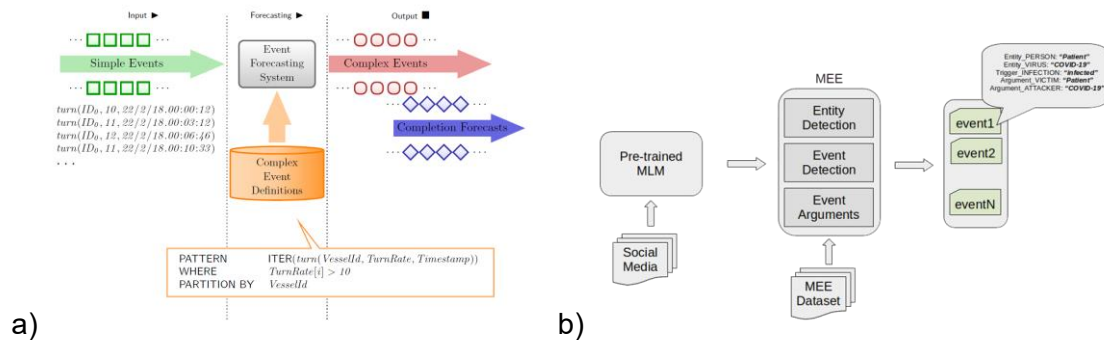 Input ▶
Forecasting ▶
Output ■
Simple Events
Event
Forecasting
System
Complex Events
turn(ID0, 10, 22/2/18.00:00:12)
turn(ID0, 11, 22/2/18.00:03:12)
turn(ID0, 12, 22/2/18.00:06:46)
turn(ID0, 11, 22/2/18.00:10:33)
...
Completion Forecasts
Complex
Event
Definitions
PATTERN ITER(turn(VesselId, TurnRate, Timestamp))
WHERE TurnRate[i] > 10
PARTITION BY VesselId
a)
Entity_PERSON: "Patient"
Entity_VIRUS: "COVID-19"
Trigger_INFECTION: "infected"
Argument_VICTIM: "Patient"
Argument_ATTACKER: "COVID-19"
MEE
Entity
Detection
Event
Detection
Event
Arguments
Pre-trained
MLM
event1
event2
eventN
Social
Media
MEE
Dataset
b)